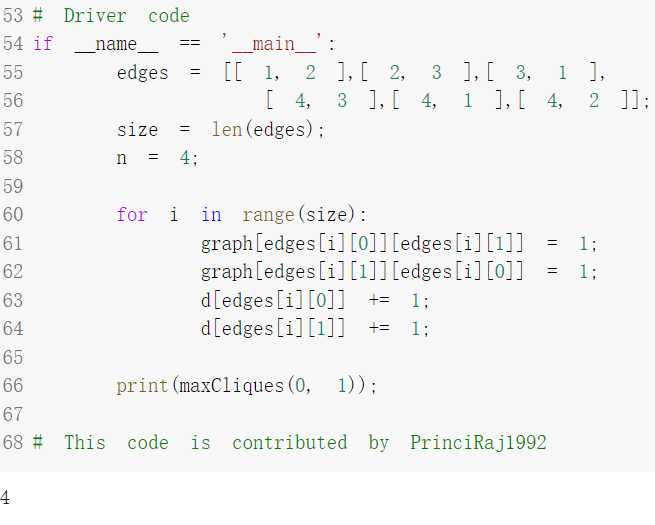 53 # Driver code
54 if __name__ == '__main__':
55 edges = [[ 1, 2 ],[ 2, 3 ],[ 3, 1 ],
56 [ 4, 3 ],[ 4, 1 ],[ 4, 2 ]];
57 size = len(edges);
58 n = 4;
59
60 for i in range(size):
61 graph[edges[i][0]][edges[i][1]] = 1;
62 graph[edges[i][1]][edges[i][0]] = 1;
63 d[edges[i][0]] += 1;
64 d[edges[i][1]] += 1;
65
66 print(maxCliques(0, 1));
67
68 # This code is contributed by PrinciRaj1992
4